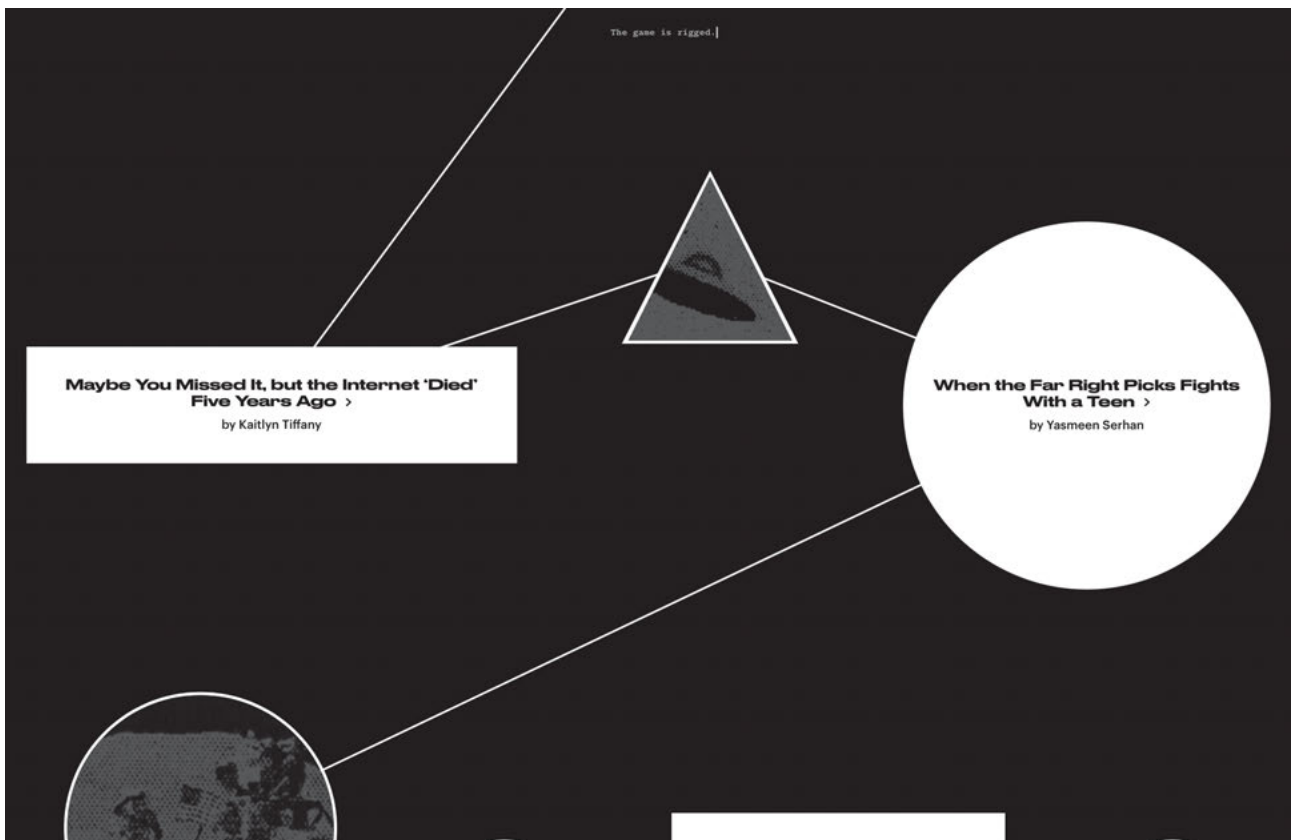 The game is rigged.
Maybe You Missed It, but the Internet ‘Died’
Five Years Ago >
by Kaitlyn Tiffany
When the Far Right Picks Fights
With a Teen >
by Yasmeen Serhan